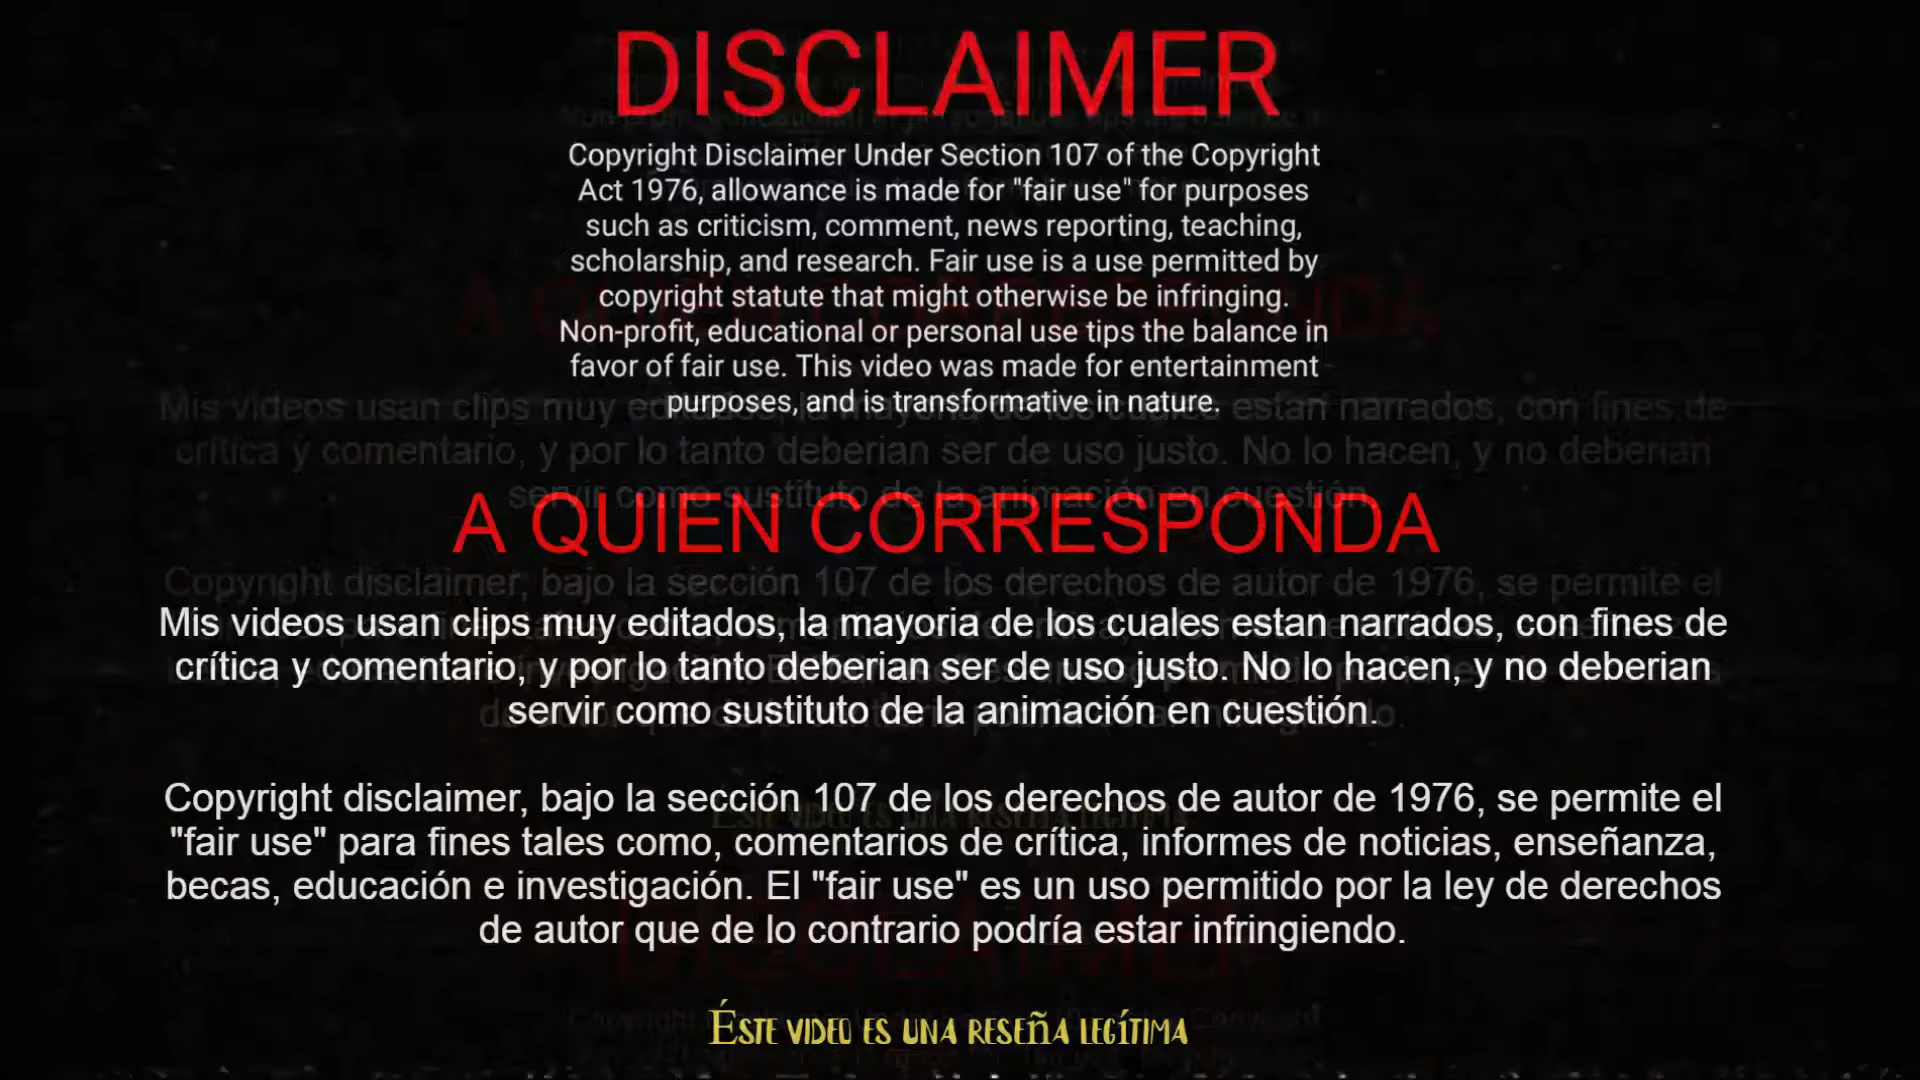 DISCLAIMER
Copyright Disclaimer Under Section 107 of the Copyright
Act 1976, allowance is made for "fair use" for purposes
such as criticism, comment, news reporting, teaching,
scholarship, and research. Fair use is a use permitted by
copyright statute that might otherwise be infringing.
Non-profit, educational or personal use tips the balance in
favor of fair use. This video was made for entertainment
purposes, and is transformative in nature.
A QUIEN CORRESPONDA
Mis videos usan clips muy editados, la mayoria de los cuales estan narrados, con fines de
crítica y comentario, y por lo tanto deberian ser de uso justo. No lo hacen, y no deberian
servir como sustituto de la animación en cuestión.
Copyright disclaimer, bajo la sección 107 de los derechos de autor de 1976, se permite el
"fair use" para fines tales como, comentarios de crítica, informes de noticias, enseñanza,
becas, educación e investigación. El "fair use" es un uso permitido por la ley de derechos
de autor que de lo contrario podría estar infringiendo.
Éste video es una reseña legítima